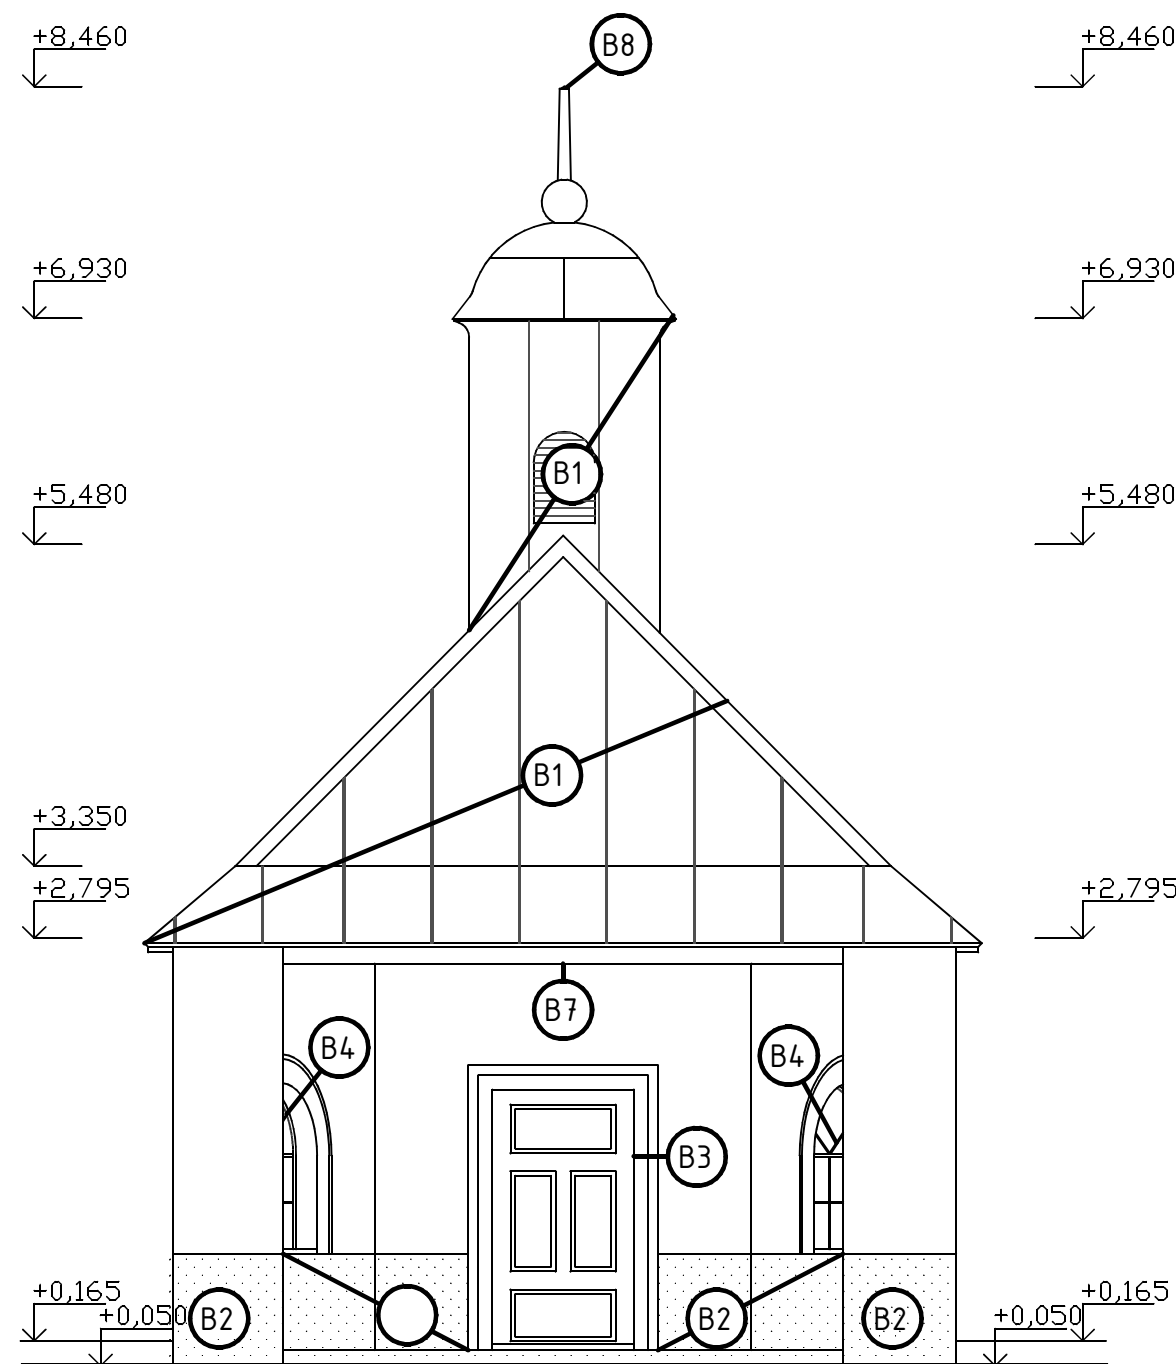 +8,460
B8
+8,460
+6,930
+6,930
B1
+5,480
+5,480
B1
+3,350
+2,795
+2,795
B7
B4
B4
B3
+0,165
+0,050
B2
B2
B2
+0,050
+0,165